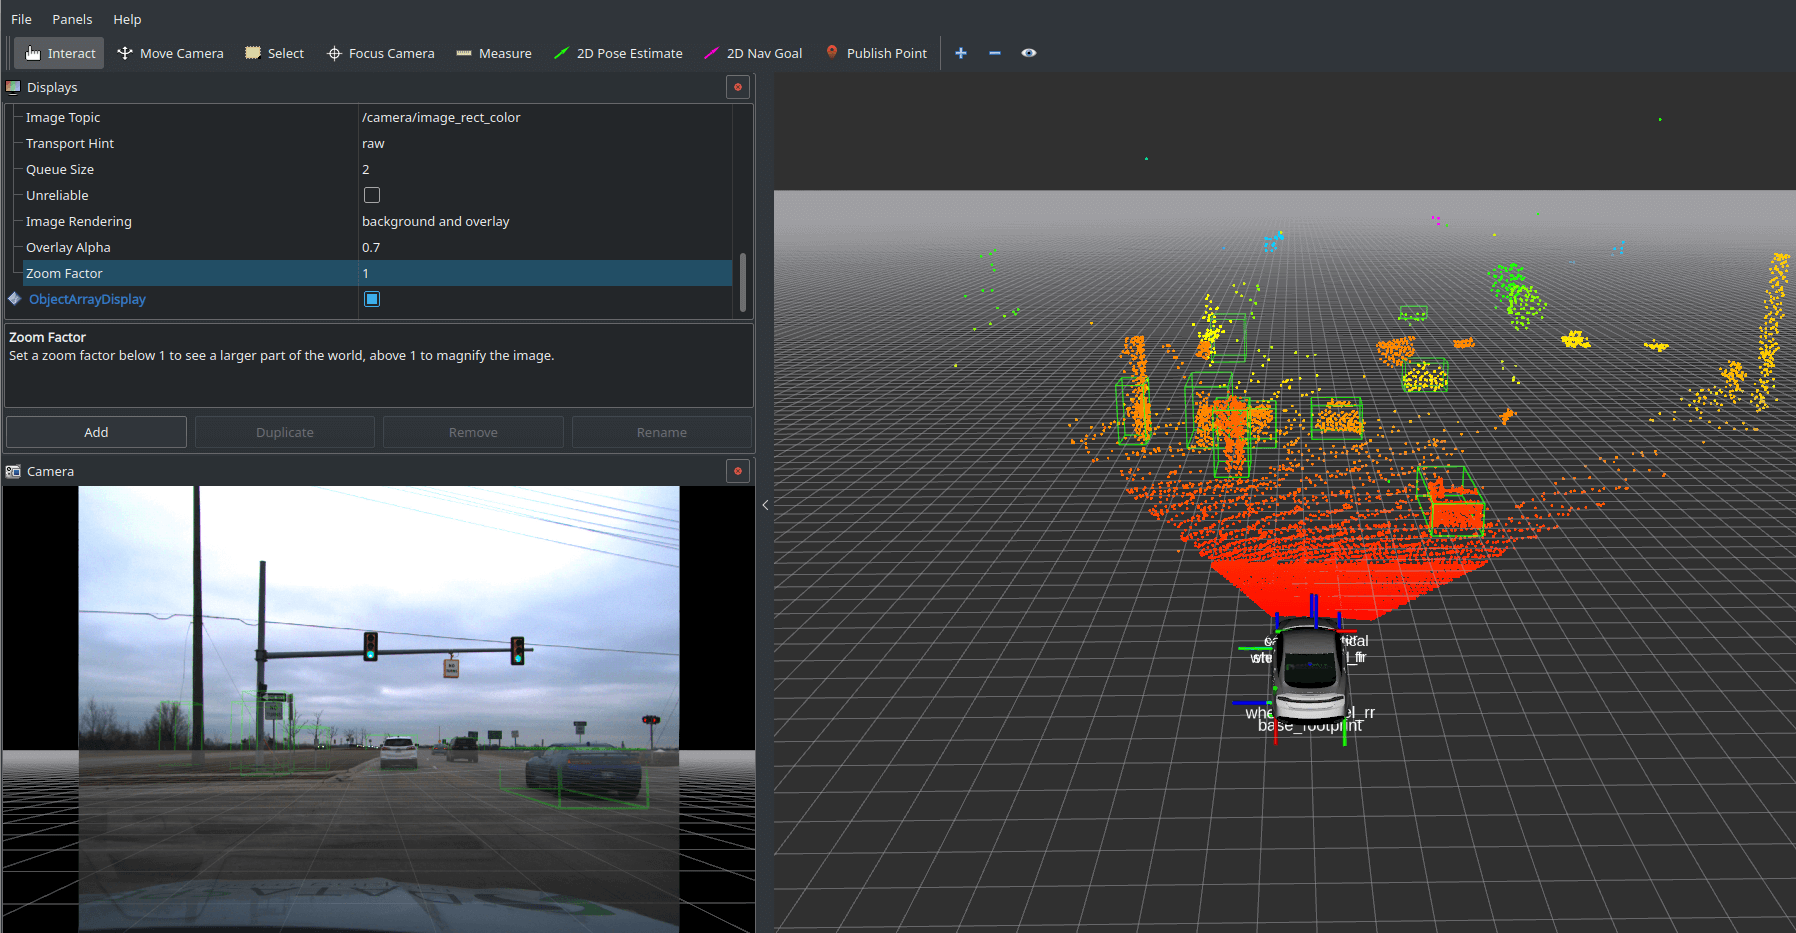 File Panels Help
Interact Move Camera Select Focus Camera Measure 2D Pose Estimate 2D Nav Goal Publish Point
Displays
Image Topic /camera/image_rect_color
Transport Hint raw
Queue Size 2
Unreliable
Image Rendering background and overlay
Overlay Alpha 0.7
Zoom Factor 1
ObjectArrayDisplay
Zoom Factor
Set a zoom factor below 1 to see a larger part of the world, above 1 to magnify the image.
Add Duplicate Remove Rename
Camera
NO
TURNS
base_footprint